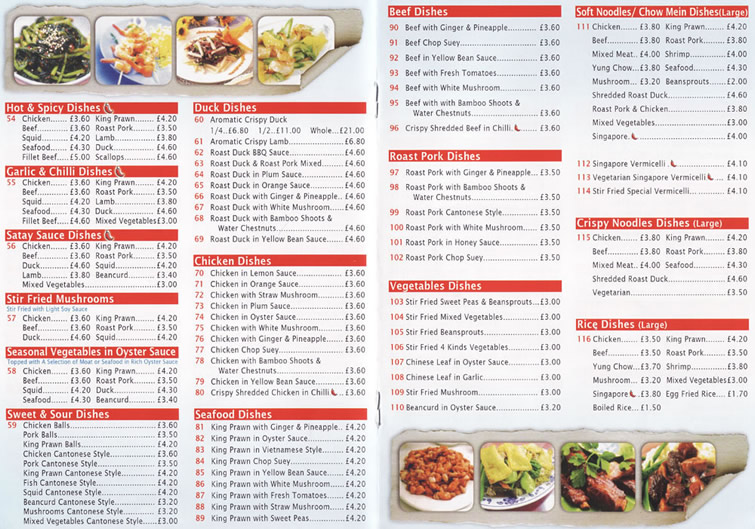 Hot & Spicy Dishes
54 Chicken....... £3.60 King Prawn........ £4.20
Beef............. £3.60 Roast Pork........ £3.50
Squid........... £4.20 Lamb................ £3.80
Seafood....... £4.30 Duck................. £4.60
Fillet Beef..... £5.00 Scallops........... £4.60
Garlic & Chilli Dishes
55 Chicken....... £3.60 King Prawn....... £4.20
Beef............. £3.60 Roast Pork........ £3.50
Squid........... £4.20 Lamb................ £3.80
Seafood....... £4.30 Duck................. £4.60
Fillet Beef..... £4.60 Mixed Vegetables£3.00
Satay Sauce Dishes
56 Chicken....... £3.60 King Prawn....... £4.20
Beef............. £3.60 Roast Pork........ £3.50
Duck............ £4.60 Squid................ £4.20
Lamb........... £3.80 Beancurd.......... £3.40
Mixed Vegetables........................ £3.00
Stir Fried Mushrooms
Stir Fried with Light Soy Sauce
57 Chicken....... £3.60 King Prawn....... £4.20
Beef............. £3.60 Roast Pork........ £3.50
Duck............ £4.60 Squid................ £4.20
Seasonal Vegetables in Oyster Sauce
Topped with A Selection of Meat or Seafood in Rich Oyster Sauce
58 Chicken....... £3.60 King Prawn....... £4.20
Beef............. £3.60 Roast Pork........ £3.50
Squid........... £4.20 Duck................. £4.30
Seafood....... £4.30 Beancurd.......... £3.40
Sweet & Sour Dishes
59 Chicken Balls................................ £3.60
Pork Balls..................................... £3.50
King Prawn Balls........................... £4.20
Chicken Cantonese Style............... £3.60
Pork Cantonese Style.................... £3.50
King Prawn Cantonese Style.......... £4.20
Fish Cantonese Style..................... £4.20
Squid Cantonese Style................... £4.20
Beancurd Cantonese Style............. £3.20
Mushrooms Cantonese Style.......... £3.20
Mixed Vegetables Cantonese Style... £3.00
Duck Dishes
60 Aromatic Crispy Duck
1/4..£6.80 1/2..£11.00 Whole...£21.00
61 Aromatic Crispy Lamb.................... £6.80
62 Roast Duck BBQ Sauce.................. £4.60
63 Roast Duck & Roast Pork Mixed....... £4.60
64 Roast Duck in Plum Sauce............. £4.60
65 Roast Duck in Orange Sauce.......... £4.60
66 Roast Duck with Ginger & Pineapple.. £4.60
67 Roast Duck with White Mushroom...... £4.60
68 Roast Duck with Bamboo Shoots &
Water Chestnuts........................... £4.60
69 Roast Duck in Yellow Bean Sauce...... £4.60
Chicken Dishes
70 Chicken in Lemon Sauce................ £3.60
71 Chicken in Orange Sauce............... £3.60
72 Chicken with Straw Mushroom........ £3.60
73 Chicken in Plum Sauce.................. £3.60
74 Chicken in Oyster Sauce................ £3.60
75 Chicken with White Mushroom........ £3.60
76 Chicken with Ginger & Pineapple..... £3.60
77 Chicken Chop Suey....................... £3.60
78 Chicken with Bamboo Shoots &
Water Chestnuts........................... £3.60
79 Chicken in Yellow Bean Sauce........ £3.60
80 Crispy Shredded Chicken in Chilli .. £3.60
Seafood Dishes
81 King Prawn with Ginger & Pineapple.. £4.20
82 King Prawn in Oyster Sauce............ £4.20
83 King Prawn in Vietnamese Style........ £4.20
84 King Prawn Chop Suey.................. £4.20
85 King Prawn in Yellow Bean Sauce..... £4.20
86 King Prawn with White Mushroom..... £4.20
87 King Prawn with Fresh Tomatoes...... £4.20
88 King Prawn with Straw Mushroom..... £4.20
89 King Prawn with Sweet Peas........... £4.20
Beef Dishes
90 Beef with Ginger & Pineapple......... £3.60
91 Beef Chop Suey........................... £3.60
92 Beef in Yellow Bean Sauce............. £3.60
93 Beef with Fresh Tomatoes.............. £3.60
94 Beef with White Mushroom............. £3.60
95 Beef with with Bamboo Shoots &
Water Chestnuts........................... £3.60
96 Crispy Shredded Beef in Chilli .... £3.60
Roast Pork Dishes
97 Roast Pork with Ginger & Pineapple... £3.50
98 Roast Pork with Bamboo Shoots &
Water Chestnuts........................... £3.50
99 Roast Pork Cantonese Style............ £3.50
100 Roast Pork with White Mushroom...... £3.50
101 Roast Pork in Honey Sauce............ £3.50
102 Roast Pork Chop Suey.................. £3.50
Vegetables Dishes
103 Stir Fried Sweet Peas & Beansprouts... £3.00
104 Stir Fried Mixed Vegetables............ £3.00
105 Stir Fried Beansprouts.................. £3.00
106 Stir Fried 4 Kinds Vegetables......... £3.00
107 Chinese Leaf in Oyster Sauce......... £3.00
108 Chinese Leaf in Garlic................... £3.00
109 Stir Fried Mushroom..................... £3.00
110 Beancurd in Oyster Sauce............. £3.20
Soft Noodles/ Chow Mein Dishes(Large)
111 Chicken........ £3.80 King Prawn....... £4.20
Beef............. £3.80 Roast Pork........ £3.80
Mixed Meat.. £4.00 Shrimp............. £4.00
Yung Chow.. £3.80 Seafood............ £4.30
Mushroom.... £3.20 Beansprouts...... £2.00
Shredded Roast Duck.................... £4.60
Roast Pork & Chicken.................... £3.80
Mixed Vegetables......................... £3.00
Singapore. ................................. £4.00
112 Singapore Vermicelli . ................. £4.10
113 Vegetarian Singapore Vermicelli .. £4.10
114 Stir Fried Special Vermicelli........... £4.10
Crispy Noodles Dishes (Large)
115 Chicken........ £3.80 King Prawn....... £4.20
Beef............. £3.80 Roast Pork........ £3.80
Mixed Meat.. £4.00 Seafood............ £4.30
Shredded Roast Duck.................... £4.60
Vegetarian.................................. £3.50
Rice Dishes (Large)
116 Chicken........ £3.50 King Prawn....... £4.20
Beef............. £3.50 Roast Pork........ £3.50
Yung Chow... £3.70 Shrimp............. £3.80
Mushroom.... £3.20 Mixed Vegetables£3.00
Singapore . £3.80 Egg Fried Rice.... £1.70
Boiled Rice... £1.50